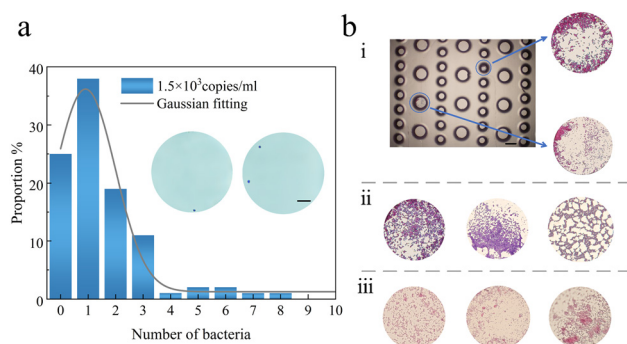 a
b
i
ii
iii
40
30
20
10
0
Proportion %
1.5×10³copies/ml
Gaussian fitting
0 1 2 3 4 5 6 7 8 9 10
Number of bacteria